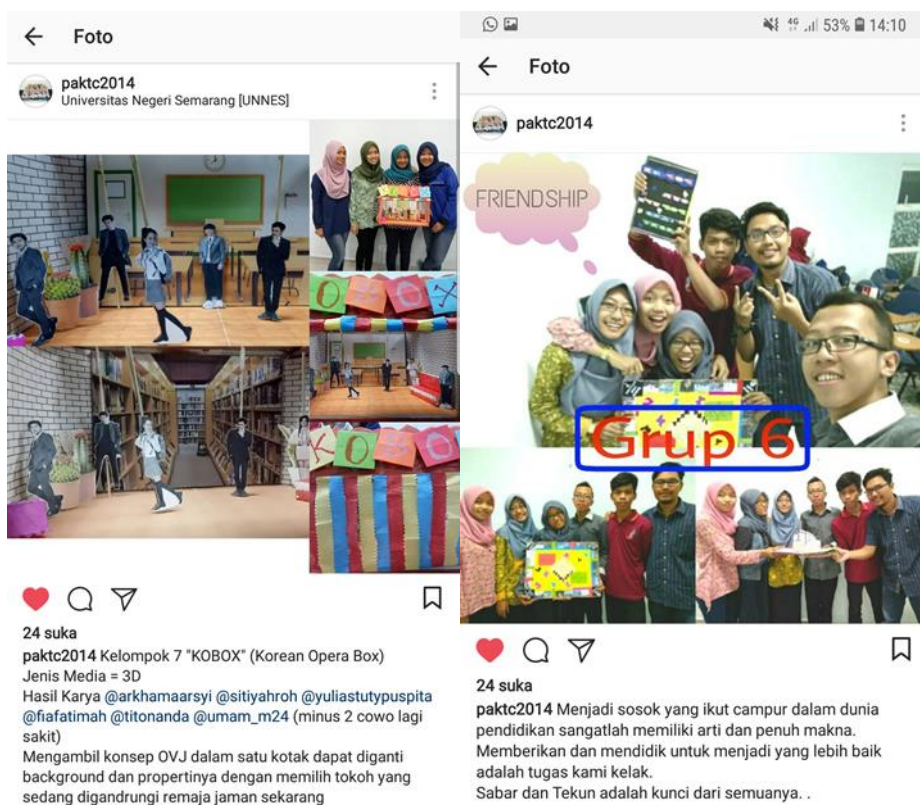 Foto
paktc2014
Universitas Negeri Semarang [UNNES]
KOBOX
24 suka
paktc2014 Kelompok 7 "KOBOX" (Korean Opera Box)
Jenis Media = 3D
Hasil Karya @arkhamaarsyi @sitiyahroh @yuliastutypuspita
@fiafatimah @titonanda @umam_m24 (minus 2 cowo lagi
sakit)
Mengambil konsep OVJ dalam satu kotak dapat diganti
background dan propertinya dengan memilih tokoh yang
sedang digandrungi remaja jaman sekarang
4G 53% 14:10
Foto
paktc2014
FRIENDSHIP
Grup 6
24 suka
paktc2014 Menjadi sosok yang ikut campur dalam dunia
pendidikan sangatlah memiliki arti dan penuh makna.
Memberikan dan mendidik untuk menjadi yang lebih baik
adalah tugas kami kelak.
Sabar dan Tekun adalah kunci dari semuanya. .